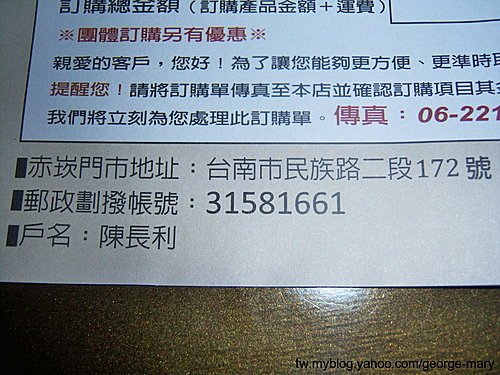 訂購總金額（訂購產品金額＋運費）
※團體訂購另有優惠※
親愛的客戶，您好！為了讓您能夠更方便、更準時
提醒您！請將訂購單傳真至本店並確認訂購項目其
我們將立刻為您處理此訂購單。傳真：06-221
赤崁門市地址：台南市民族路二段172號
郵政劃撥帳號：31581661
戶名：陳長利
tw.myblog.yahoo.com/george-mary